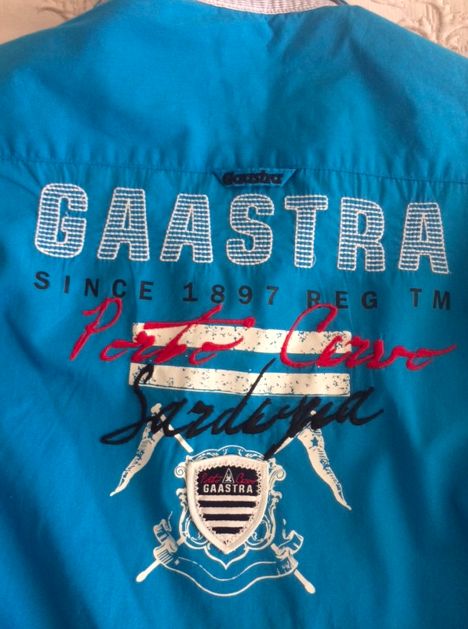 Gaastra
GAASTRA
SINCE 1897 REG TM
Porto Cervo
Sardegna
Porto Cervo
GAASTRA